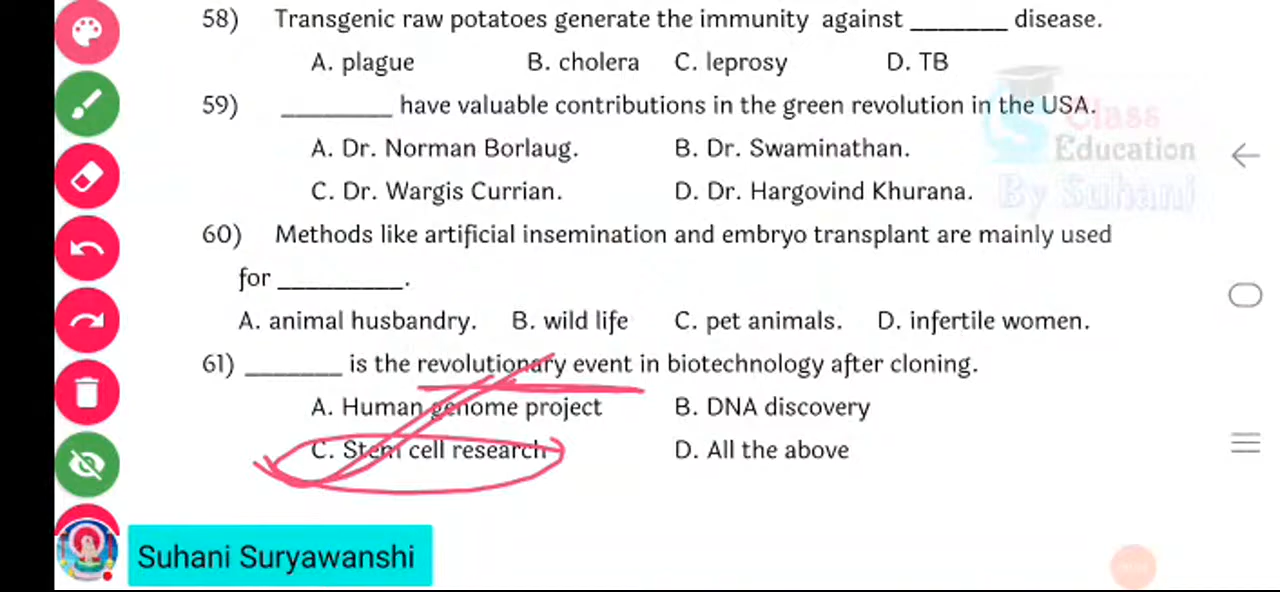 58) Transgenic raw potatoes generate the immunity against _______ disease.
A. plague B. cholera C. leprosy D. TB
59) ________ have valuable contributions in the green revolution in the USA.
A. Dr. Norman Borlaug. B. Dr. Swaminathan.
C. Dr. Wargis Currian. D. Dr. Hargovind Khurana.
60) Methods like artificial insemination and embryo transplant are mainly used
for _________.
A. animal husbandry. B. wild life C. pet animals. D. infertile women.
61) _______ is the revolutionary event in biotechnology after cloning.
A. Human genome project B. DNA discovery
C. Stem cell research D. All the above
Class
Education
By Suhani
Suhani Suryawanshi